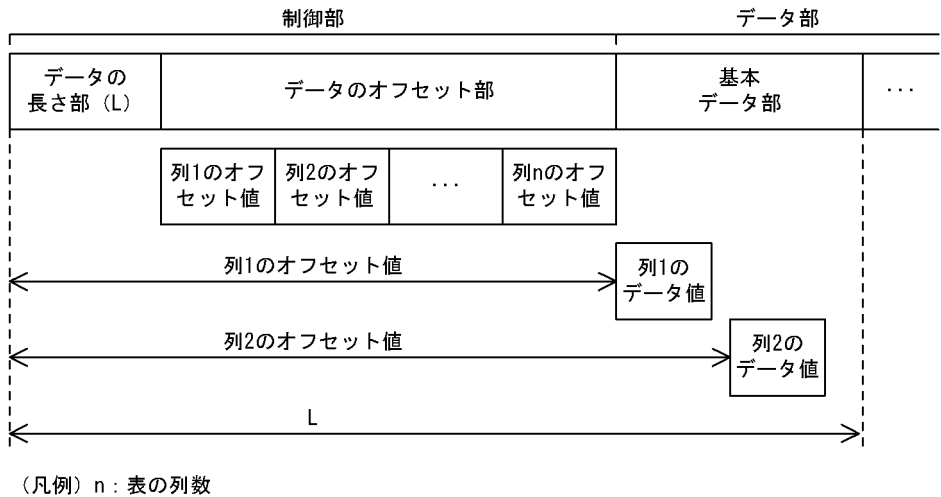 制御部
データ部
データの
長さ部（L）
データのオフセット部
基本
データ部
...
列1のオフ
セット値
列2のオフ
セット値
...
列nのオフ
セット値
列1のオフセット値
列1の
データ値
列2のオフセット値
列2の
データ値
L
（凡例）n：表の列数